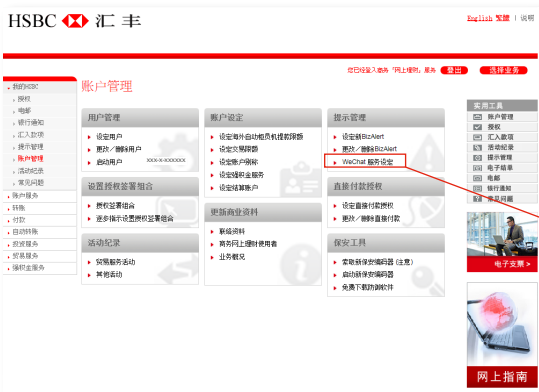 HSBC 汇丰
English 繁體 | 说明
您已经登入商务「网上理财」服务 登出 选择业务
我的HSBC
授权
电邮
银行通知
汇入款项
提示管理
账户管理
活动纪录
常见问题
账户服务
转账
付款
自动转账
投资服务
贸易服务
强积金服务
账户管理
用户管理
设定用户
更改／删除用户
启动用户 XXX-X-XXXXXX
设置授权签署组合
授权签署组合
逐步指示设置授权签署组合
活动纪录
贸易服务活动
其他活动
账户设定
设定海外自动柜员机提款限额
设定交易限额
设定账户别称
设定强积金服务
设定结算账户
更新商业资料
联络资料
商务网上理财使用者
业务概况
提示管理
设定新BizAlert
更改／删除BizAlert
WeChat 服务设定
直接付款授权
设定直接付款授权
更改／删除直接付款
保安工具
索取新保安编码器 (注意)
启动新保安编码器
免费下载防御软件
实用工具
账户管理
授权
汇入款项
活动纪录
提示管理
电子结单
电邮
银行通知
常见问题
电子支票 >
网上指南